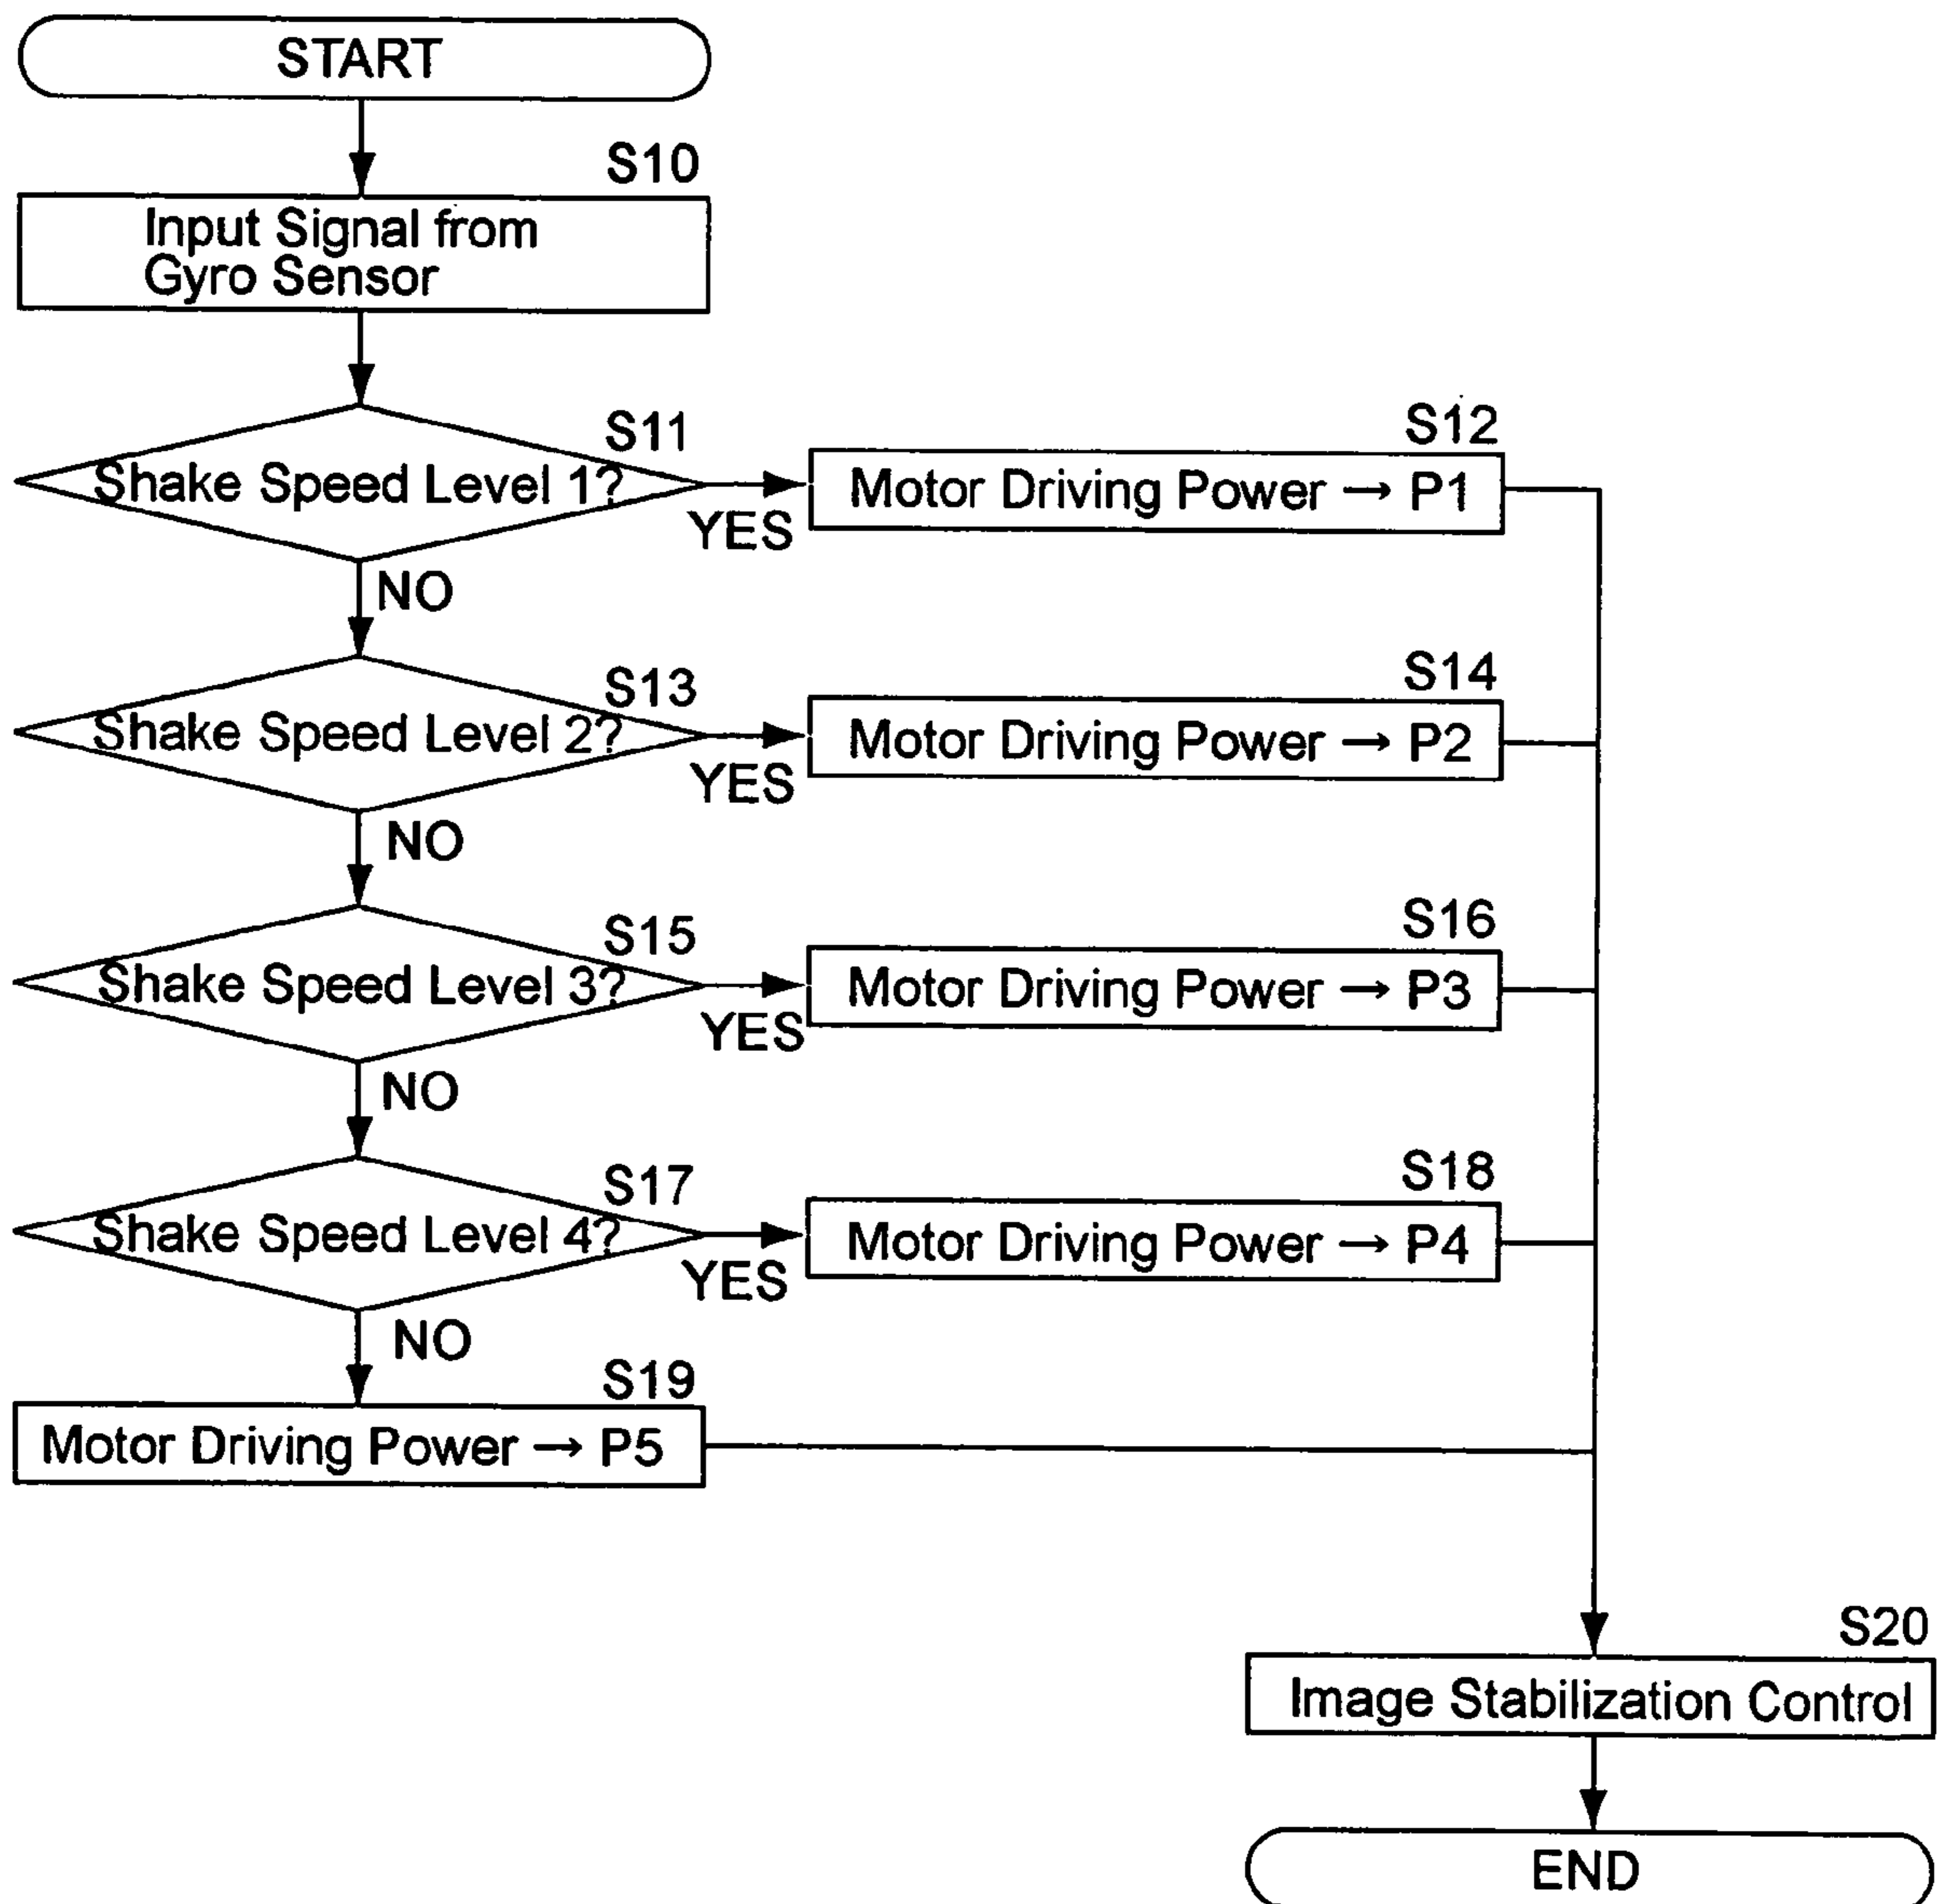 START
S10
Input Signal from
Gyro Sensor
S11
Shake Speed Level 1?
YES
S12
Motor Driving Power → P1
NO
S13
Shake Speed Level 2?
YES
S14
Motor Driving Power → P2
NO
S15
Shake Speed Level 3?
YES
S16
Motor Driving Power → P3
NO
S17
Shake Speed Level 4?
YES
S18
Motor Driving Power → P4
NO
S19
Motor Driving Power → P5
S20
Image Stabilization Control
END